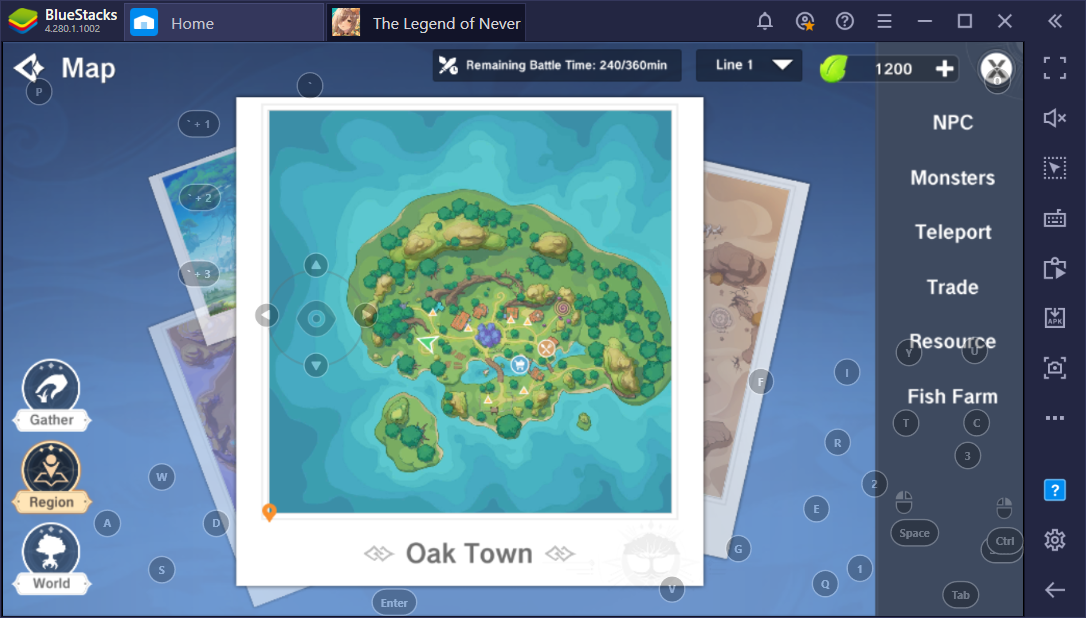 BlueStacks
4.280.1.1002
Home
The Legend of Never
Map
Remaining Battle Time: 240/360min
Line 1
1200
P
`
` + 1
` + 2
` + 3
NPC
Monsters
Teleport
Trade
Resource
Fish Farm
Gather
Region
World
Oak Town
Y
U
I
F
T
C
R
3
W
2
A
D
E
Space
Ctrl
G
S
1
Q
V
Enter
Tab
APK
?